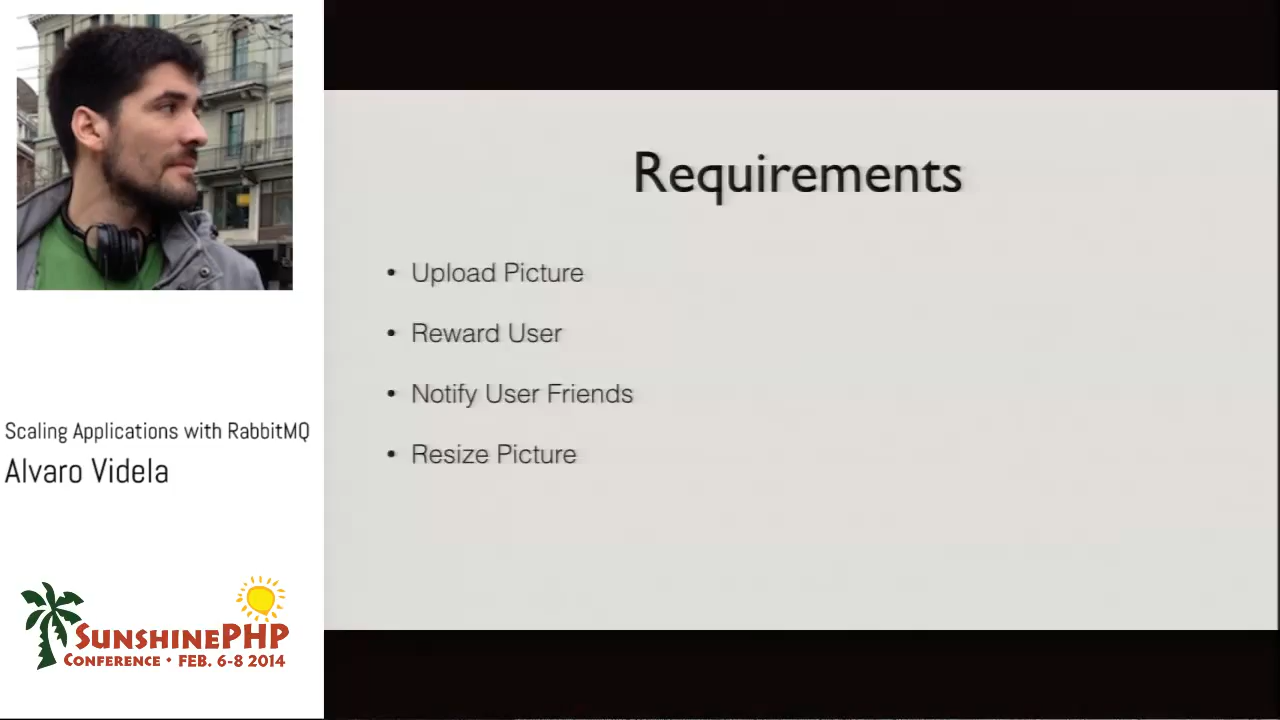 Scaling Applications with RabbitMQ
Alvaro Videla
SUNSHINEPHP
CONFERENCE • FEB. 6-8 2014
Requirements
• Upload Picture
• Reward User
• Notify User Friends
• Resize Picture